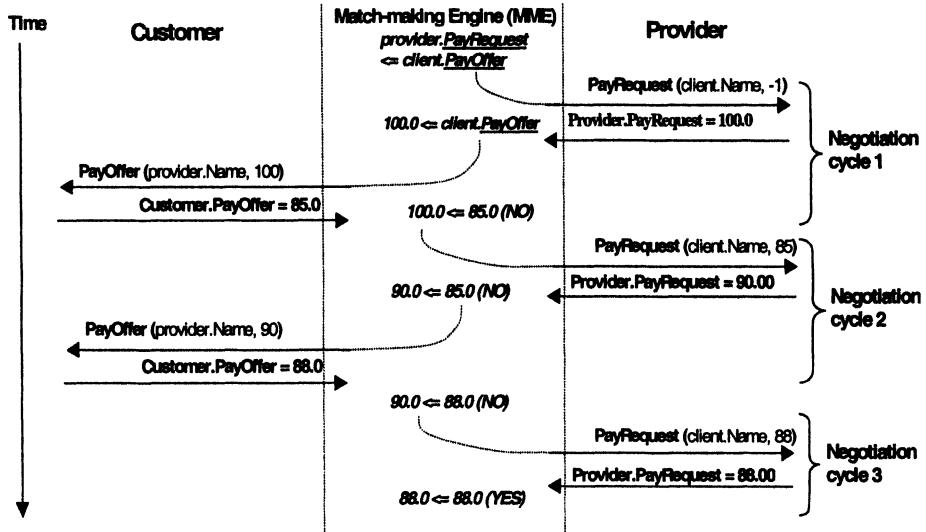 Time
Customer
Match-making Engine (MME)
Provider
provider.PayRequest
<= client.PayOffer
PayRequest (client.Name, -1)
100.0 <= client.PayOffer
Provider.PayRequest = 100.0
Negotiation
cycle 1
PayOffer (provider.Name, 100)
Customer.PayOffer = 85.0
100.0 <= 85.0 (NO)
PayRequest (client.Name, 85)
90.0 <= 85.0 (NO)
Provider.PayRequest = 90.00
Negotiation
cycle 2
PayOffer (provider.Name, 90)
Customer.PayOffer = 88.0
90.0 <= 88.0 (NO)
PayRequest (client.Name, 88)
Provider.PayRequest = 88.00
Negotiation
cycle 3
88.0 <= 88.0 (YES)